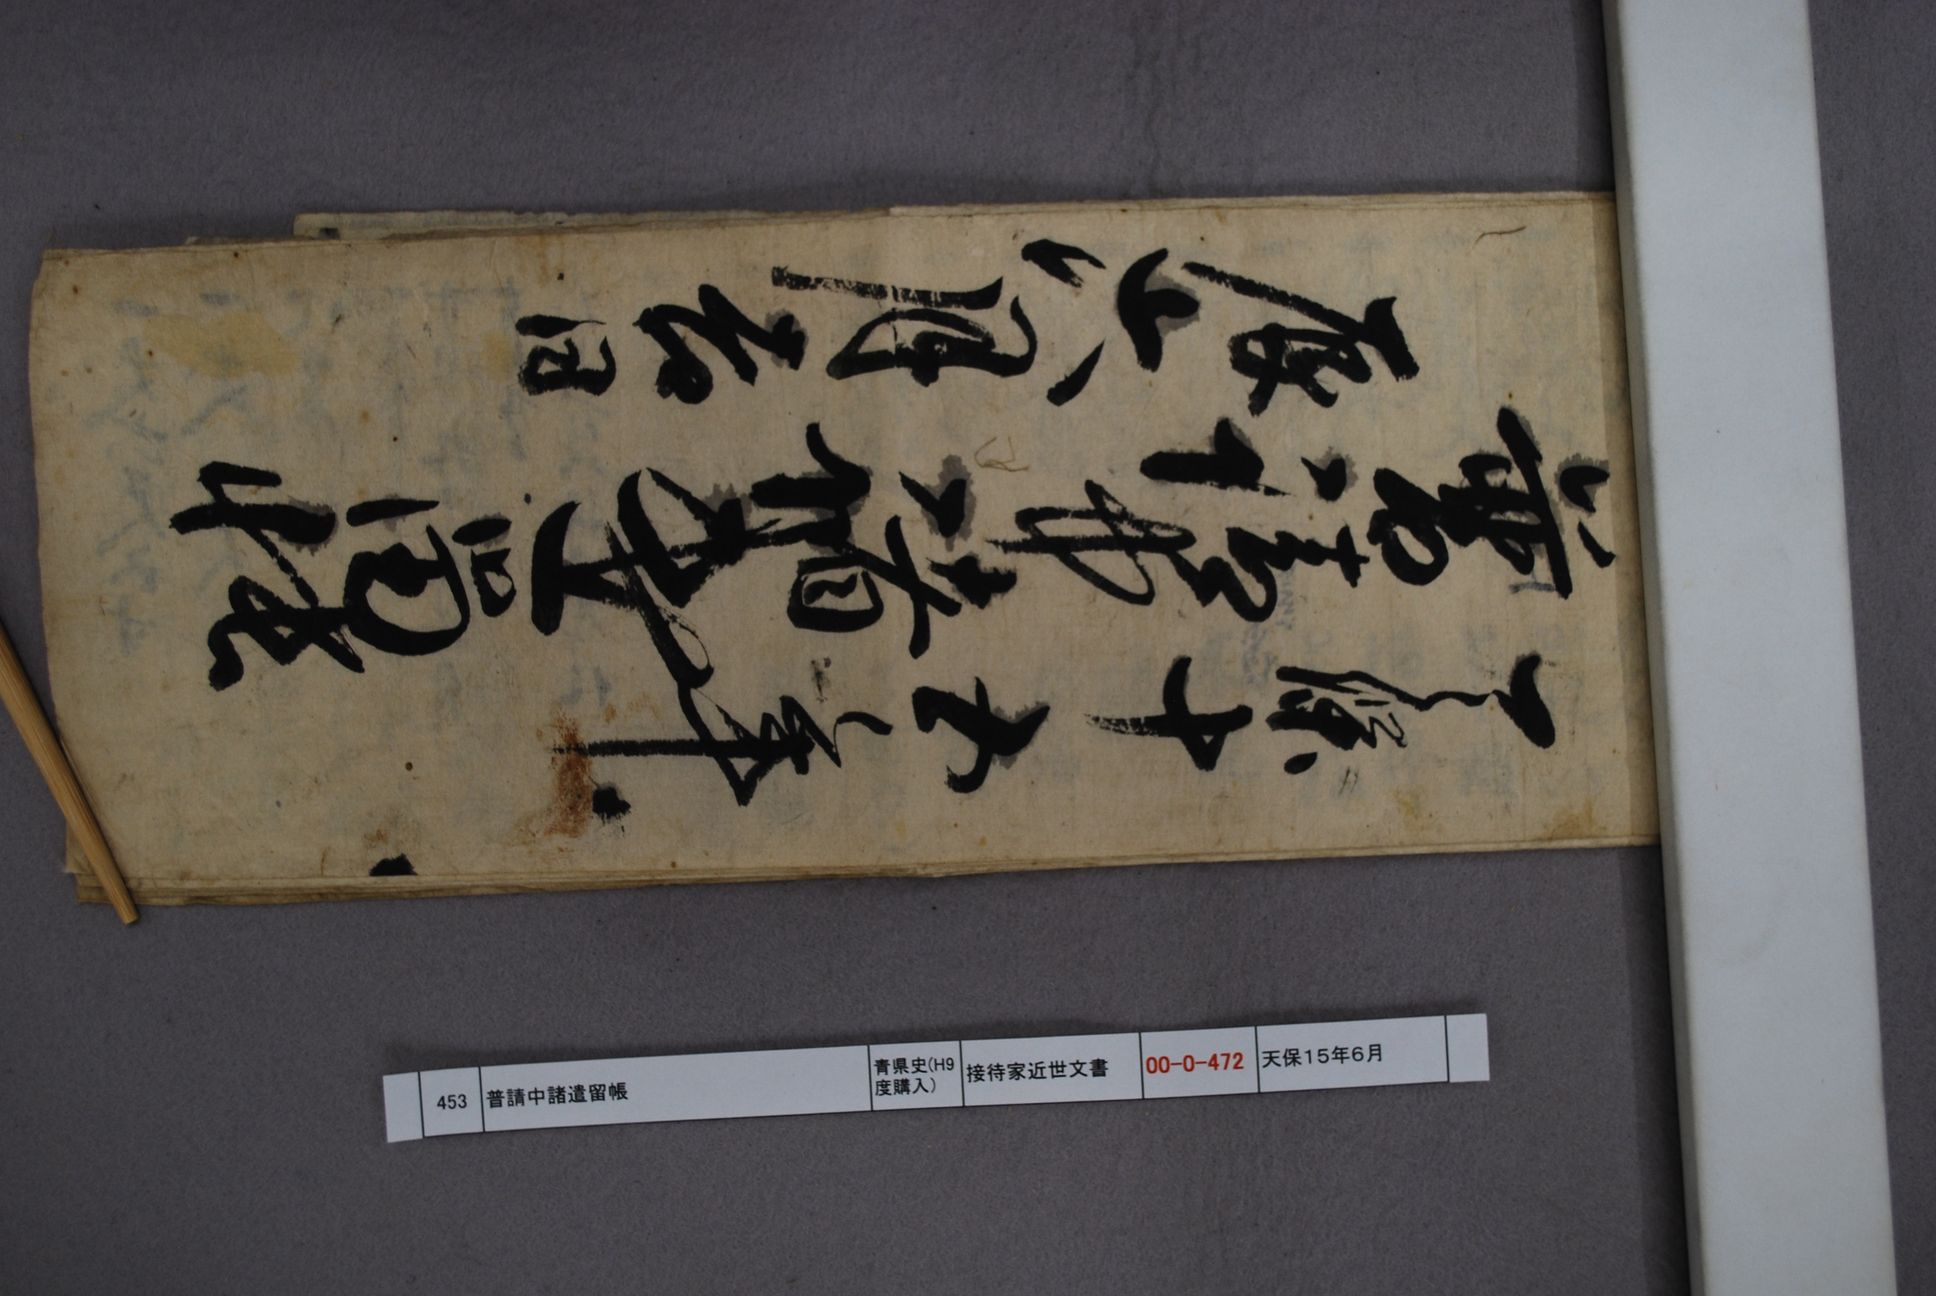 天保十五年
普請中諸遣留帳
辰六月吉日
453
普請中諸遣留帳
青県史(H9
度購入)
接待家近世文書
00-0-472
天保15年6月